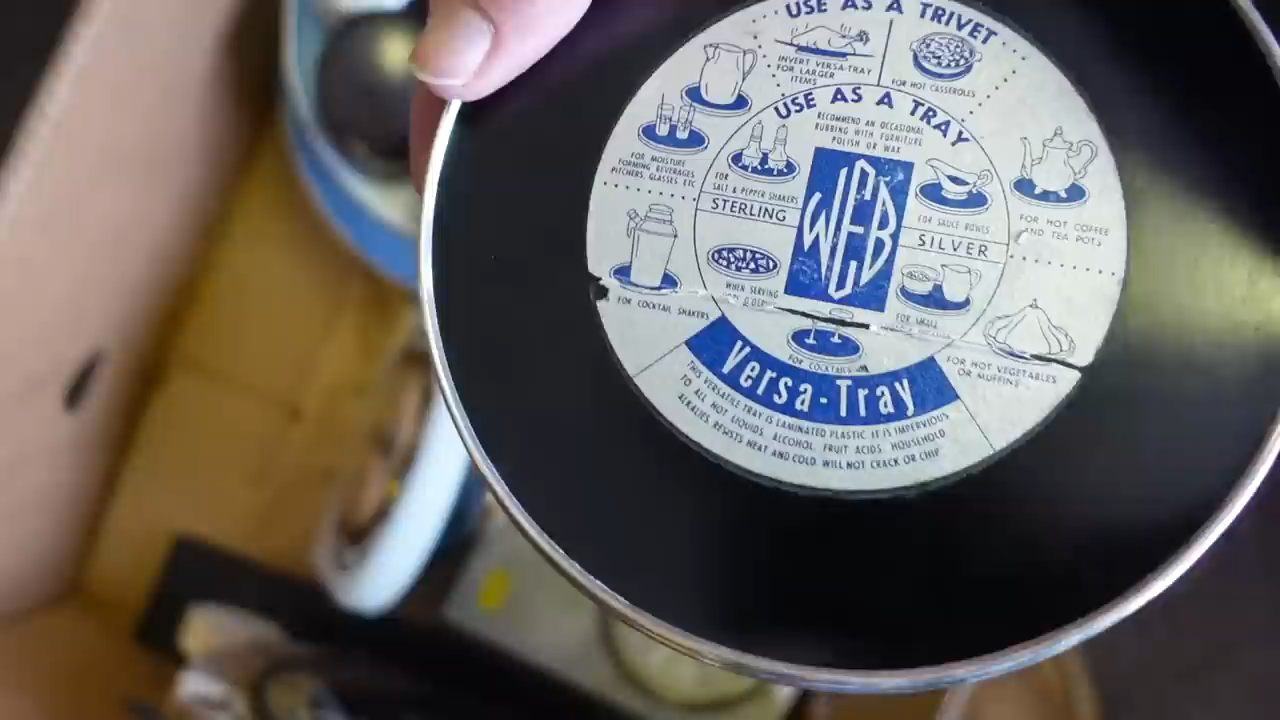 USE AS A TRIVET
INVERT VERSA-TRAY
FOR LARGER
ITEMS
FOR HOT CASSEROLES
USE AS A TRAY
RECOMMEND AN OCCASIONAL
RUBBING WITH FURNITURE
POLISH OR WAX
FOR MOISTURE
FORMING BEVERAGES
PITCHERS, GLASSES ETC
FOR
SALT & PEPPER SHAKERS
STERLING
WEB
FOR SAUCE BOWLS
SILVER
FOR HOT COFFEE
AND TEA POTS
FOR COCKTAIL SHAKERS
WHEN SERVING
FOR SMALL
FOR COCKTAILS
FOR HOT VEGETABLES
OR MUFFINS
Versa-Tray
THIS VERSATILE TRAY IS LAMINATED PLASTIC. IT IS IMPERVIOUS
TO ALL HOT LIQUIDS, ALCOHOL, FRUIT ACIDS, HOUSEHOLD
ALKALIES. RESISTS HEAT AND COLD. WILL NOT CRACK OR CHIP.